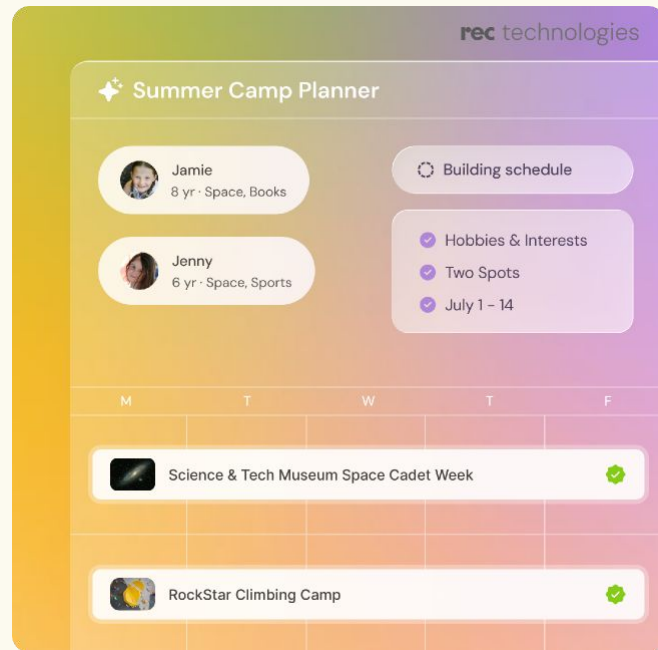 rec technologies
Summer Camp Planner
Jamie
8 yr · Space, Books
Jenny
6 yr · Space, Sports
Building schedule
Hobbies & Interests
Two Spots
July 1 - 14
M T W T F
Science & Tech Museum Space Cadet Week
RockStar Climbing Camp